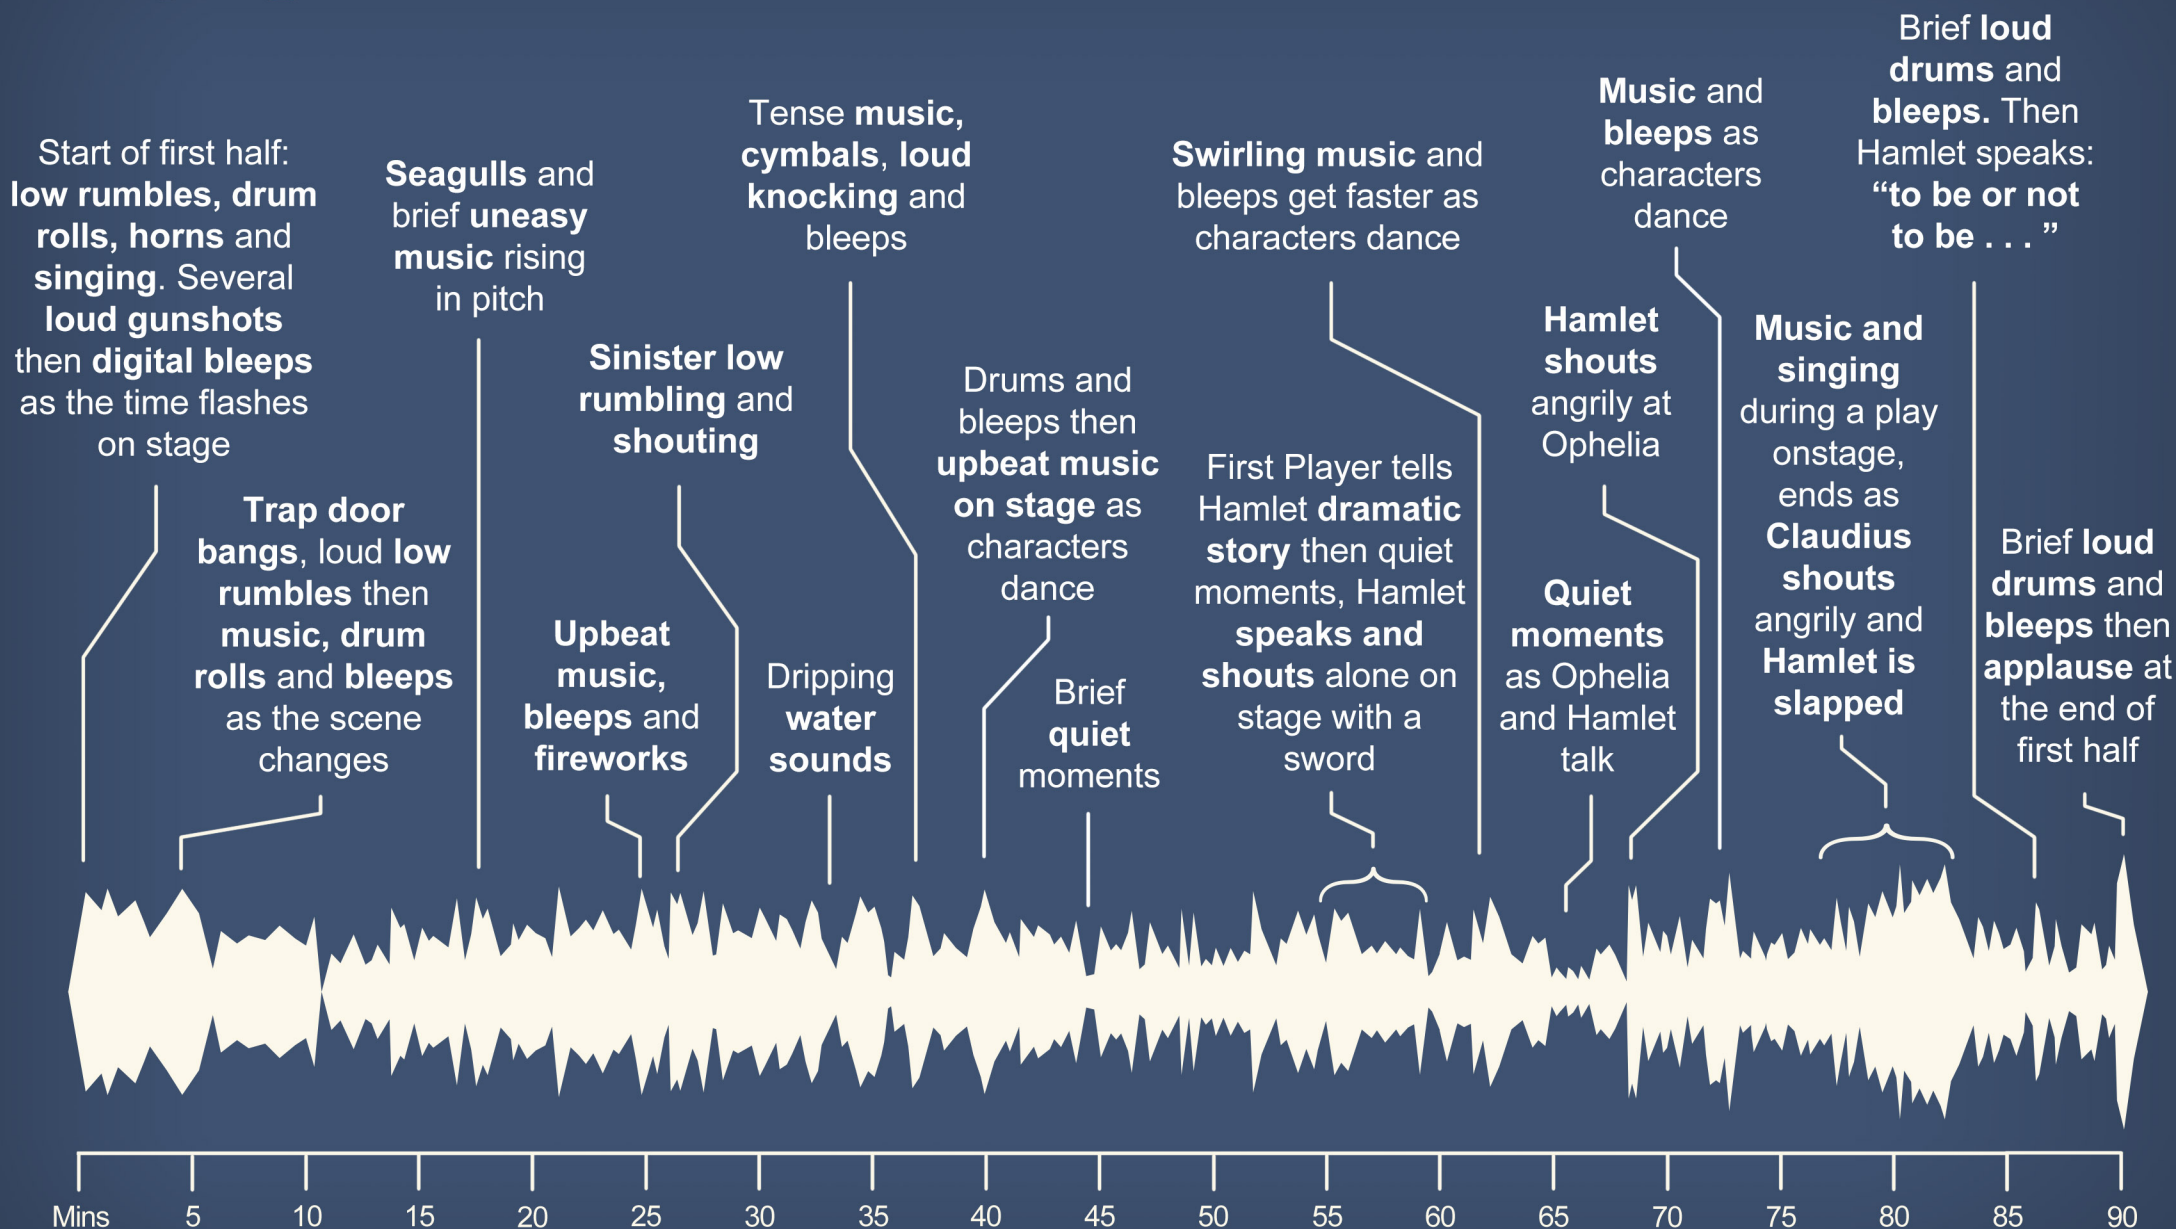 Start of first half:
low rumbles, drum
rolls, horns and
singing. Several
loud gunshots
then digital bleeps
as the time flashes
on stage
Trap door
bangs, loud low
rumbles then
music, drum
rolls and bleeps
as the scene
changes
Seagulls and
brief uneasy
music rising
in pitch
Upbeat
music,
bleeps and
fireworks
Sinister low
rumbling and
shouting
Dripping
water
sounds
Tense music,
cymbals, loud
knocking and
bleeps
Drums and
bleeps then
upbeat music
on stage as
characters
dance
Brief
quiet
moments
First Player tells
Hamlet dramatic
story then quiet
moments, Hamlet
speaks and
shouts alone on
stage with a
sword
Swirling music and
bleeps get faster as
characters dance
Quiet
moments
as Ophelia
and Hamlet
talk
Hamlet
shouts
angrily at
Ophelia
Music and
bleeps as
characters
dance
Music and
singing
during a play
onstage,
ends as
Claudius
shouts
angrily and
Hamlet is
slapped
Brief loud
drums and
bleeps. Then
Hamlet speaks:
“to be or not
to be . . . ”
Brief loud
drums and
bleeps then
applause at
the end of
first half
Mins 5 10 15 20 25 30 35 40 45 50 55 60 65 70 75 80 85 90